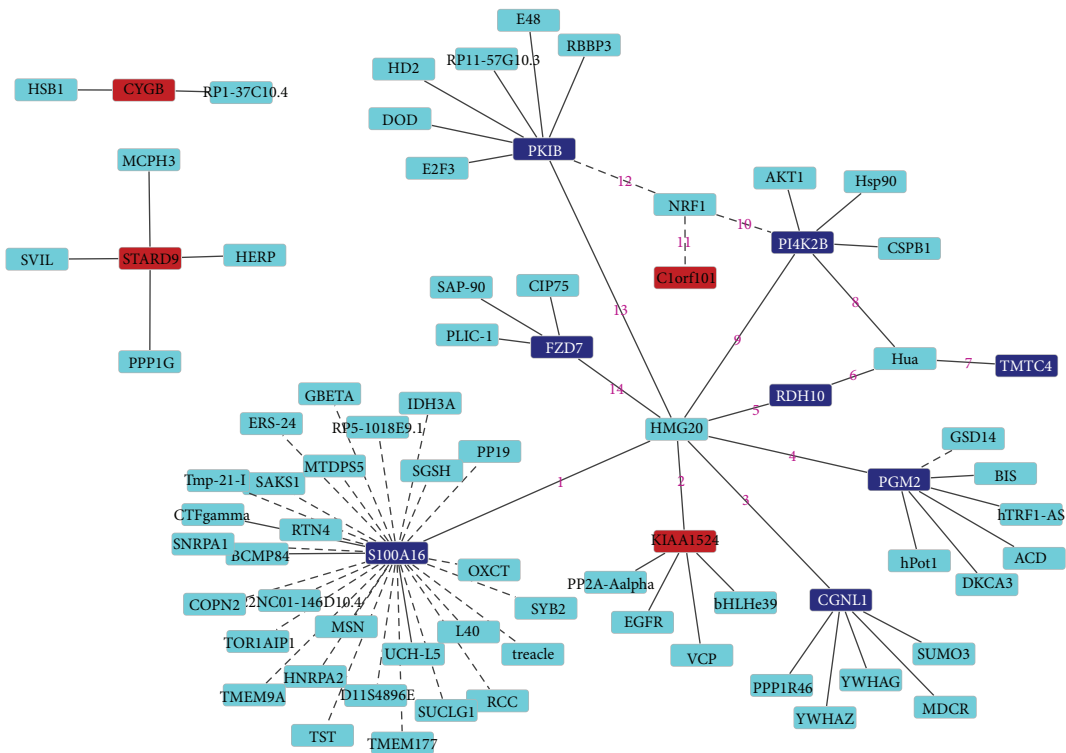 E48
RBBP3
RP11-57G10.3
HD2
HSB1
CYGB
RP1-37C10.4
DOD
PKIB
MCPH3
E2F3
12
NRF1
AKT1
Hsp90
10
11
PI4K2B
CSPB1
SVIL
STARD9
HERP
C1orf101
SAP-90
CIP75
8
13
PLIC-1
FZD7
9
PPP1G
Hua
7
TMTC4
6
14
RDH10
5
GBETA
IDH3A
ERS-24
RP5-1018E9.1
HMG20
GSD14
PP19
4
MTDPS5
SGSH
BIS
Tmp-21-I
SAKS1
1
2
PGM2
3
CTFgamma
hTRF1-AS
RTN4
SNRPA1
BCMP84
S100A16
KIAA1524
hPot1
ACD
OXCT
PP2A-Aalpha
DKCA3
COPN2
22NC01-146D10.4
SYB2
bHLHe39
CGNL1
EGFR
MSN
L40
TOR1AIP1
UCH-L5
treacle
VCP
SUMO3
HNRPA2
PPP1R46
YWHAG
TMEM9A
D11S4896E
RCC
SUCLG1
MDCR
YWHAZ
TST
TMEM177